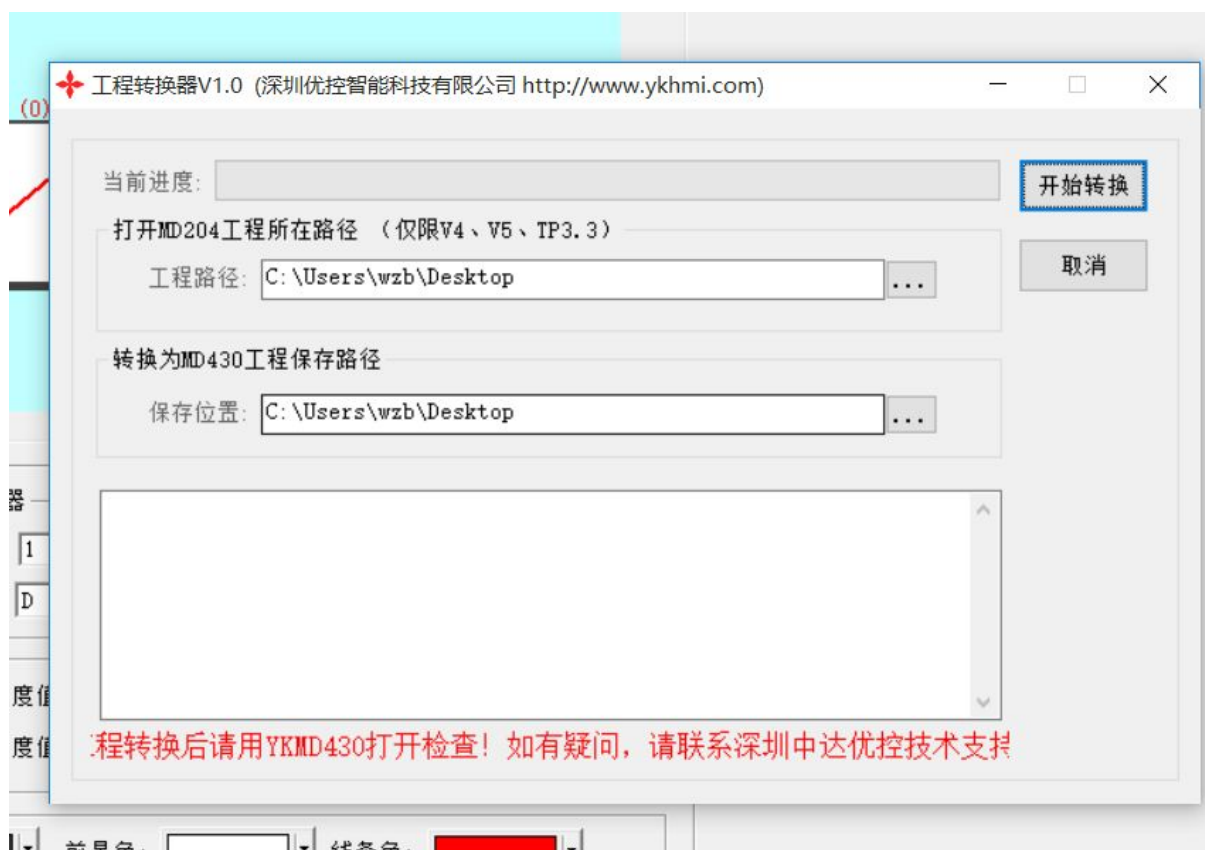 工程转换器V1.0 (深圳优控智能科技有限公司 http://www.ykhmi.com)
(0)
当前进度:
开始转换
打开MD204工程所在路径 （仅限V4、V5、TP3.3）
工程路径: C:\Users\wzb\Desktop ...
取消
转换为MD430工程保存路径
保存位置: C:\Users\wzb\Desktop ...
器
1
D
度值
度值
程转换后请用YKMD430打开检查！如有疑问，请联系深圳中达优控技术支持
前景色: 线条色: